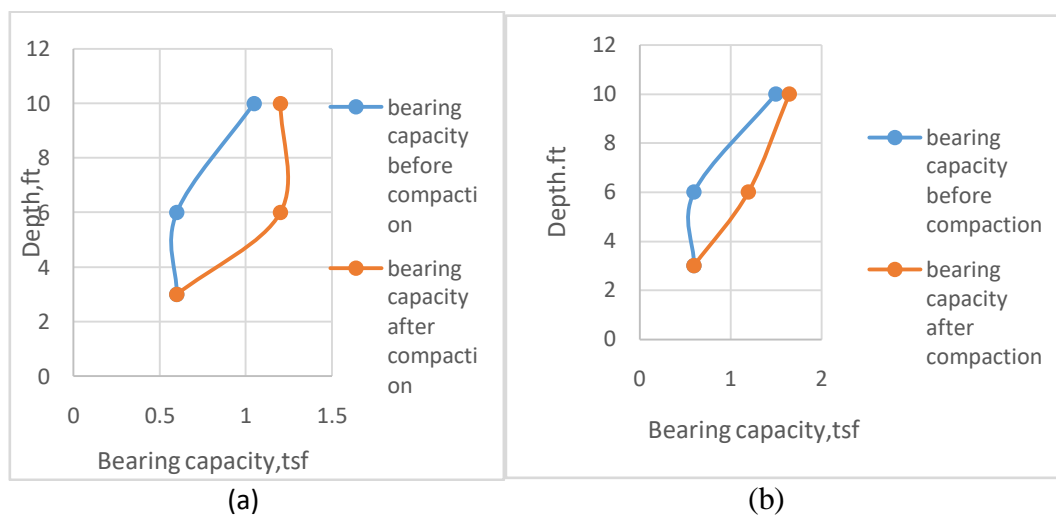 12
10
8
6
4
2
0
Depth,ft
0 0.5 1 1.5
Bearing capacity,tsf
bearing
capacity
before
compacti
on
bearing
capacity
after
compacti
on
(a)
(b)
12
10
8
6
4
2
0
Depth.ft
0 1 2
Bearing capacity,tsf
bearing
capacity
before
compaction
bearing
capacity
after
compaction
(b)